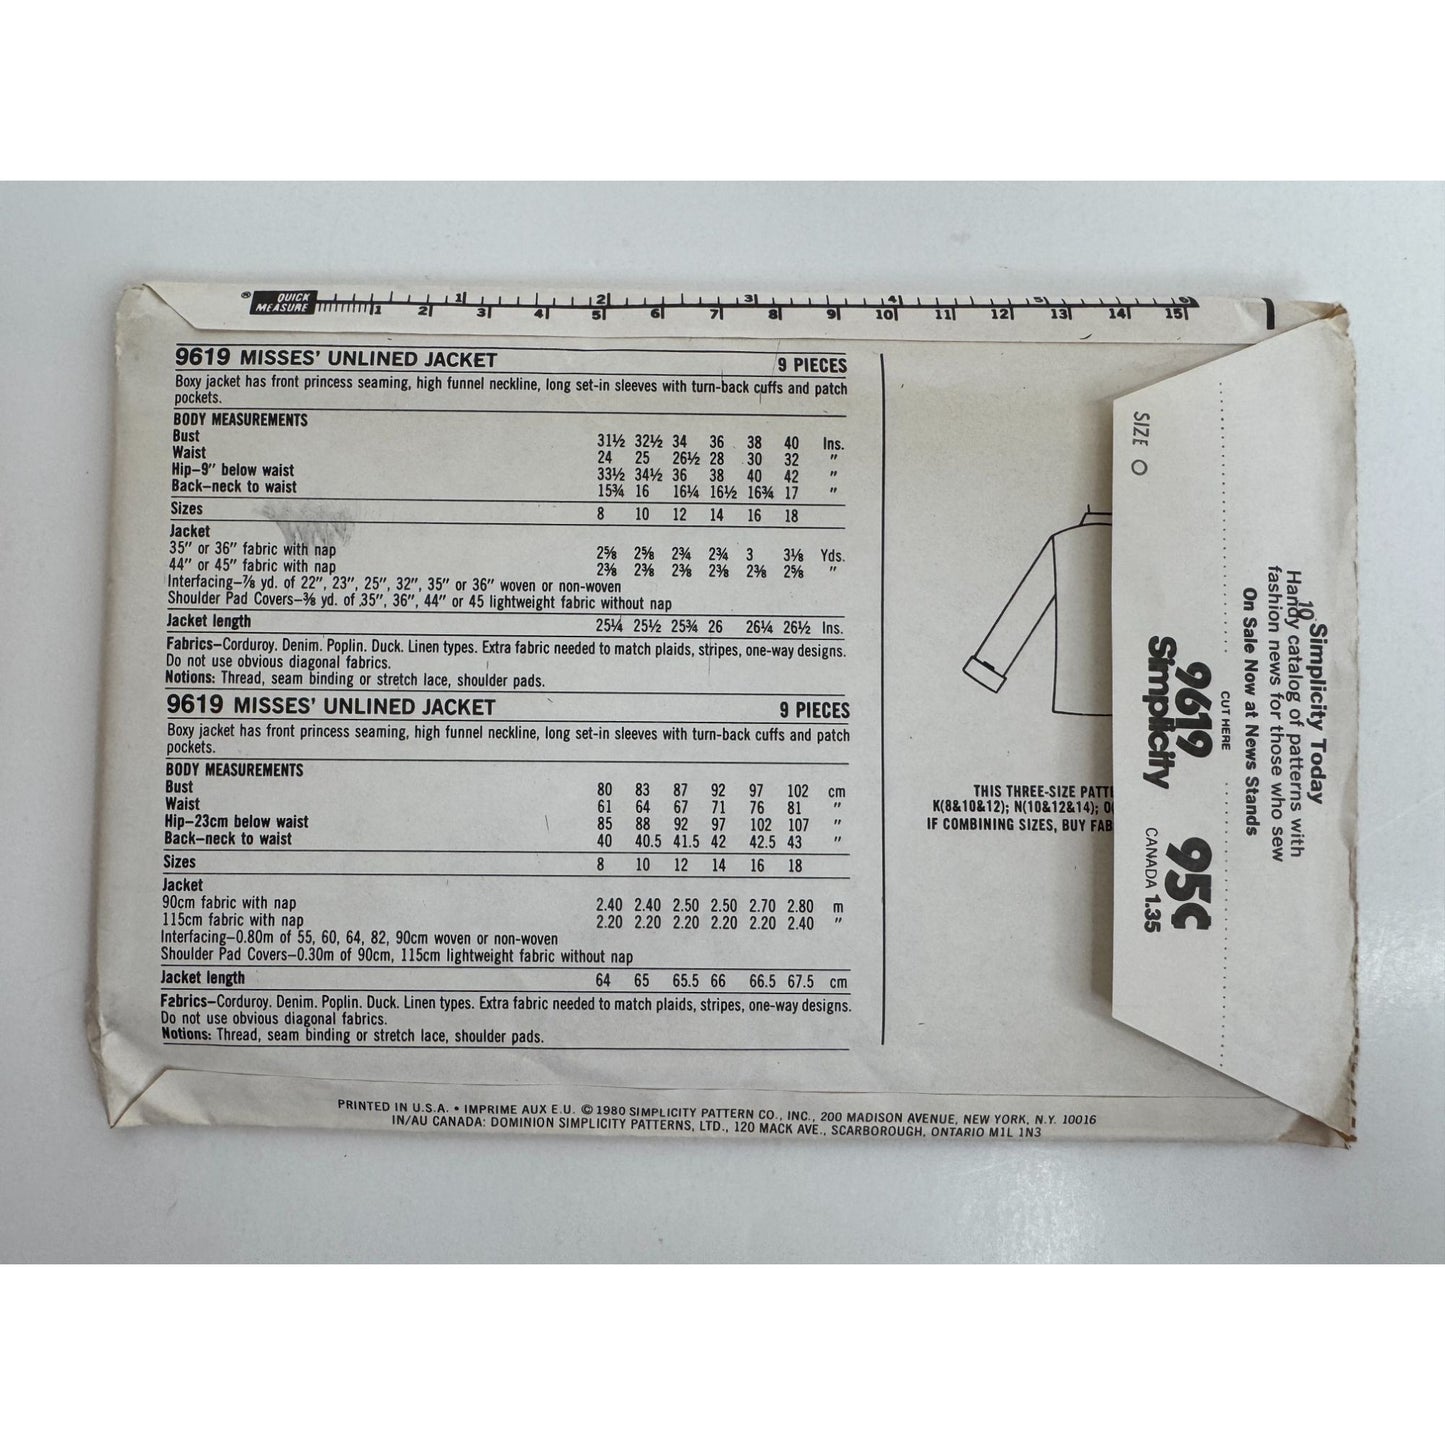 ® QUICK MEASURE
1 2 3 4 5 6
1 2 3 4 5 6 7 8 9 10 11 12 13 14 15
9619 MISSES' UNLINED JACKET 9 PIECES
Boxy jacket has front princess seaming, high funnel neckline, long set-in sleeves with turn-back cuffs and patch
pockets.
BODY MEASUREMENTS
Bust 31½ 32½ 34 36 38 40 Ins.
Waist 24 25 26½ 28 30 32 "
Hip–9" below waist 33½ 34½ 36 38 40 42 "
Back–neck to waist 15¾ 16 16¼ 16½ 16¾ 17 "
Sizes 8 10 12 14 16 18
Jacket
35" or 36" fabric with nap 2⅝ 2⅝ 2¾ 2¾ 3 3⅛ Yds.
44" or 45" fabric with nap 2⅜ 2⅜ 2⅜ 2⅜ 2⅜ 2⅝ "
Interfacing–⅞ yd. of 22", 23", 25", 32", 35" or 36" woven or non-woven
Shoulder Pad Covers–⅜ yd. of 35", 36", 44" or 45 lightweight fabric without nap
Jacket length 25¼ 25½ 25¾ 26 26¼ 26½ Ins.
Fabrics–Corduroy. Denim. Poplin. Duck. Linen types. Extra fabric needed to match plaids, stripes, one-way designs.
Do not use obvious diagonal fabrics.
Notions: Thread, seam binding or stretch lace, shoulder pads.
9619 MISSES' UNLINED JACKET 9 PIECES
Boxy jacket has front princess seaming, high funnel neckline, long set-in sleeves with turn-back cuffs and patch
pockets.
BODY MEASUREMENTS
Bust 80 83 87 92 97 102 cm
Waist 61 64 67 71 76 81 "
Hip–23cm below waist 85 88 92 97 102 107 "
Back–neck to waist 40 40.5 41.5 42 42.5 43 "
Sizes 8 10 12 14 16 18
Jacket
90cm fabric with nap 2.40 2.40 2.50 2.50 2.70 2.80 m
115cm fabric with nap 2.20 2.20 2.20 2.20 2.20 2.40 "
Interfacing–0.80m of 55, 60, 64, 82, 90cm woven or non-woven
Shoulder Pad Covers–0.30m of 90cm, 115cm lightweight fabric without nap
Jacket length 64 65 65.5 66 66.5 67.5 cm
Fabrics–Corduroy. Denim. Poplin. Duck. Linen types. Extra fabric needed to match plaids, stripes, one-way designs.
Do not use obvious diagonal fabrics.
Notions: Thread, seam binding or stretch lace, shoulder pads.
THIS THREE-SIZE PATTE
K(8&10&12); N(10&12&14); O(
IF COMBINING SIZES, BUY FAB
SIZE
Simplicity Today
Handy catalog of patterns with
fashion news for those who sew
On Sale Now at News Stands
10
CUT HERE
9619 95¢
Simplicity CANADA 1.35
PRINTED IN U.S.A. • IMPRIME AUX E.U. © 1980 SIMPLICITY PATTERN CO., INC., 200 MADISON AVENUE, NEW YORK, N.Y. 10016
IN/AU CANADA: DOMINION SIMPLICITY PATTERNS, LTD., 120 MACK AVE., SCARBOROUGH, ONTARIO M1L 1N3